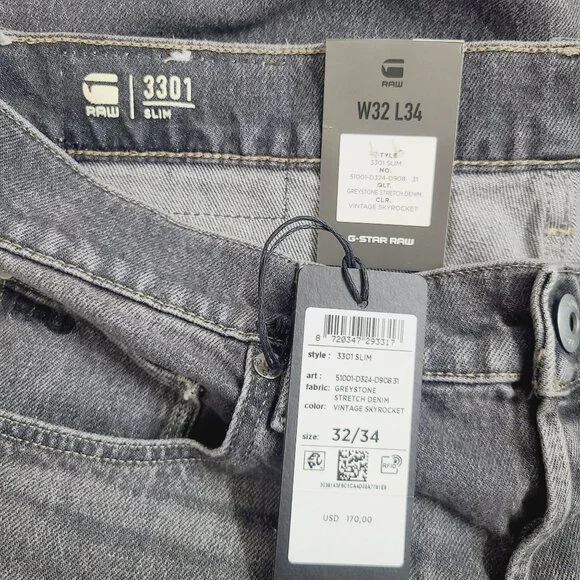 RAW
3301
SLIM
RAW
W32 L34
STYLE
3301 SLIM
NO.
51001-D324-D908 31
QLT.
GREYSTONE STRETCH DENIM
CLR.
VINTAGE SKYROCKET
G-STAR RAW
8 720347 293317
style : 3301 SLIM
art : 51001-D324-D908 31
fabric: GREYSTONE
STRETCH DENIM
color: VINTAGE SKYROCKET
size: 32/34
RFID
USD 170,00